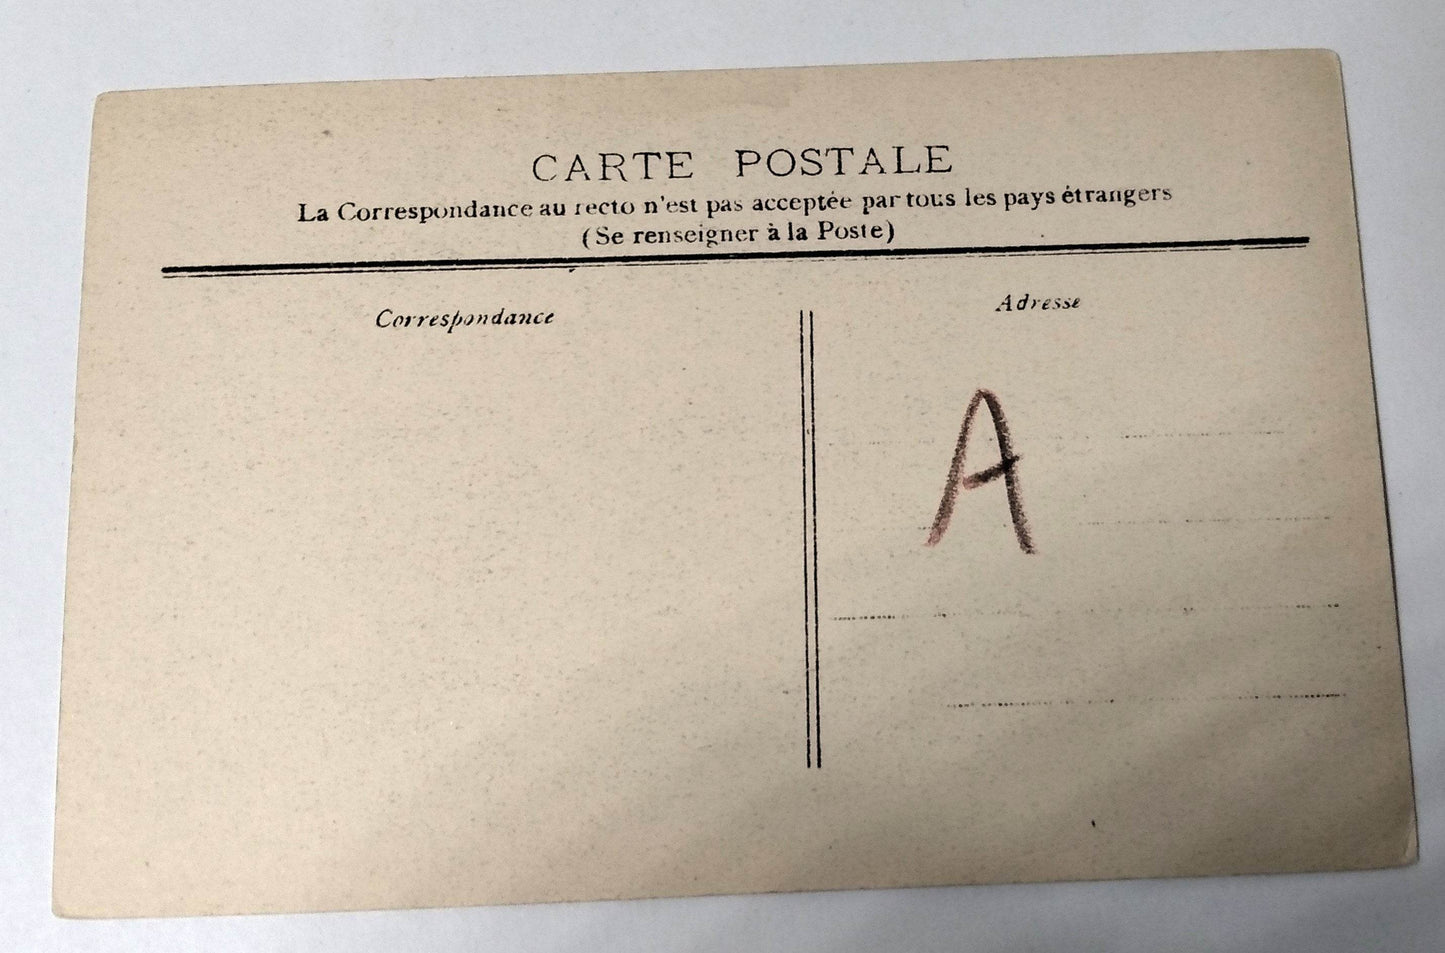 CARTE POSTALE
La Correspondance au recto n'est pas acceptée par tous les pays étrangers
(Se renseigner à la Poste)
Correspondance
Adresse
A